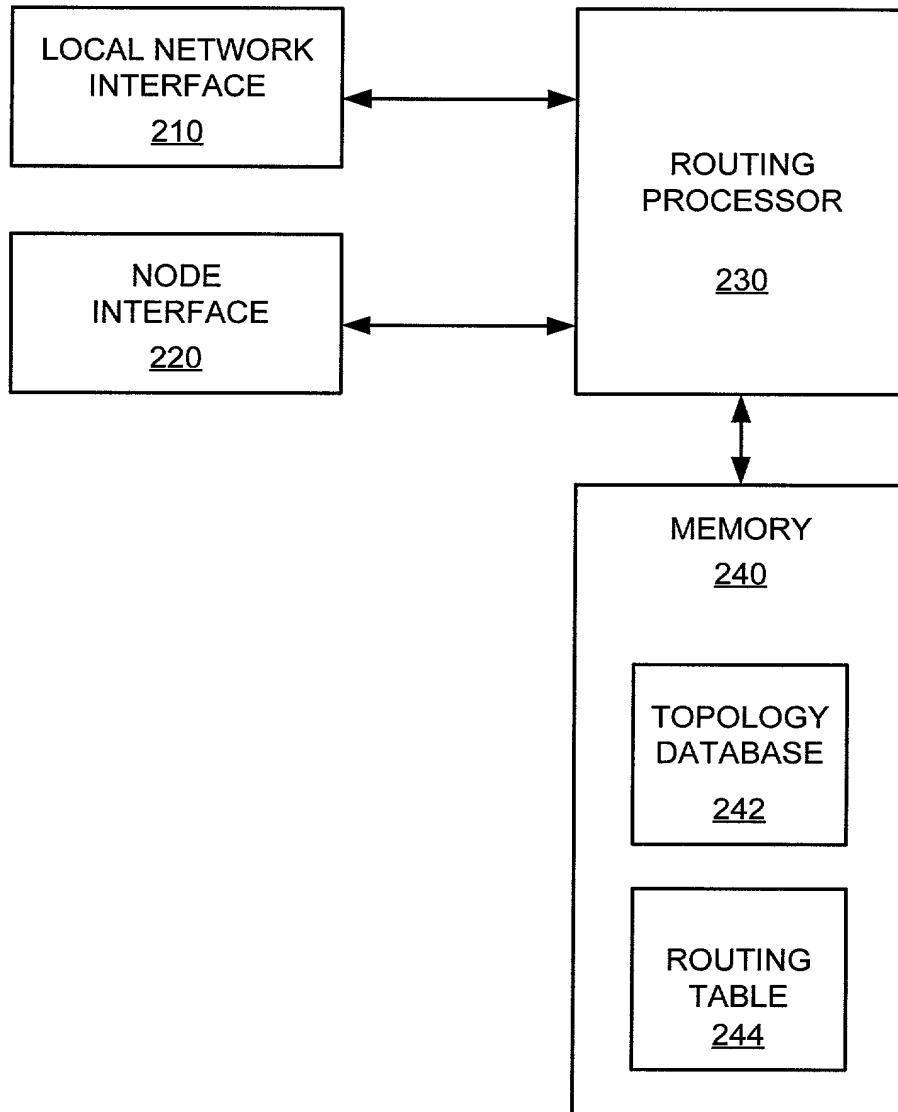 LOCAL NETWORK
INTERFACE
210
NODE
INTERFACE
220
ROUTING
PROCESSOR
230
MEMORY
240
TOPOLOGY
DATABASE
242
ROUTING
TABLE
244